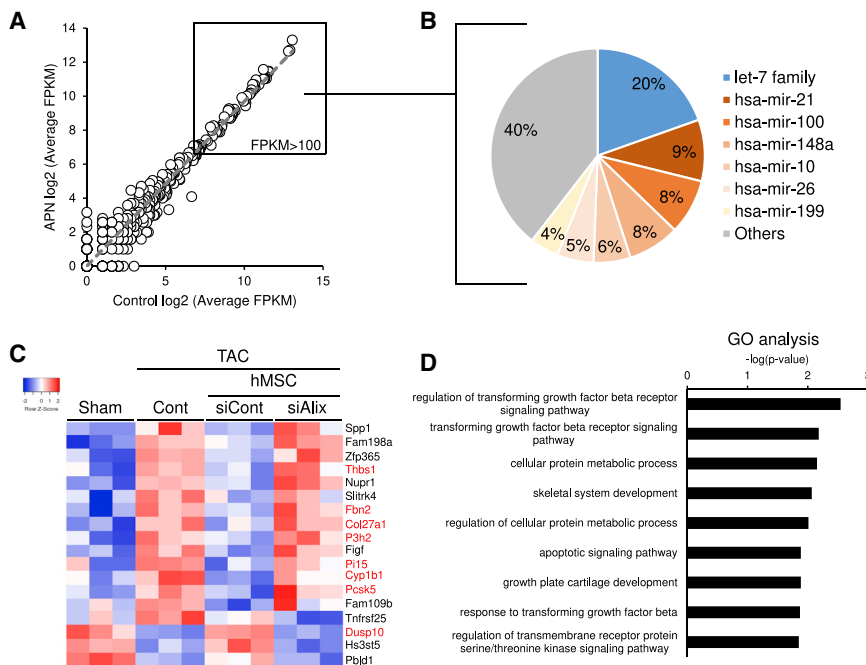 A
APN log2 (Average FPKM)
14
12
10
8
6
4
2
0
0
5
10
15
Control log2 (Average FPKM)
FPKM>100
B
20%
9%
8%
8%
6%
5%
4%
40%
let-7 family
hsa-mir-21
hsa-mir-100
hsa-mir-148a
hsa-mir-10
hsa-mir-26
hsa-mir-199
Others
C
-2 0 2
Row Z-Score
TAC
hMSC
Sham Cont siCont siAlix
Spp1
Fam198a
Zfp365
Thbs1
Nupr1
Slitrk4
Fbn2
Col27a1
P3h2
Figf
Pi15
Cyp1b1
Pcsk5
Fam109b
Tnfrsf25
Dusp10
Hs3st5
Pbld1
D
GO analysis
-log(p-value)
0 1 2 3
regulation of transforming growth factor beta receptor
signaling pathway
transforming growth factor beta receptor signaling
pathway
cellular protein metabolic process
skeletal system development
regulation of cellular protein metabolic process
apoptotic signaling pathway
growth plate cartilage development
response to transforming growth factor beta
regulation of transmembrane receptor protein
serine/threonine kinase signaling pathway